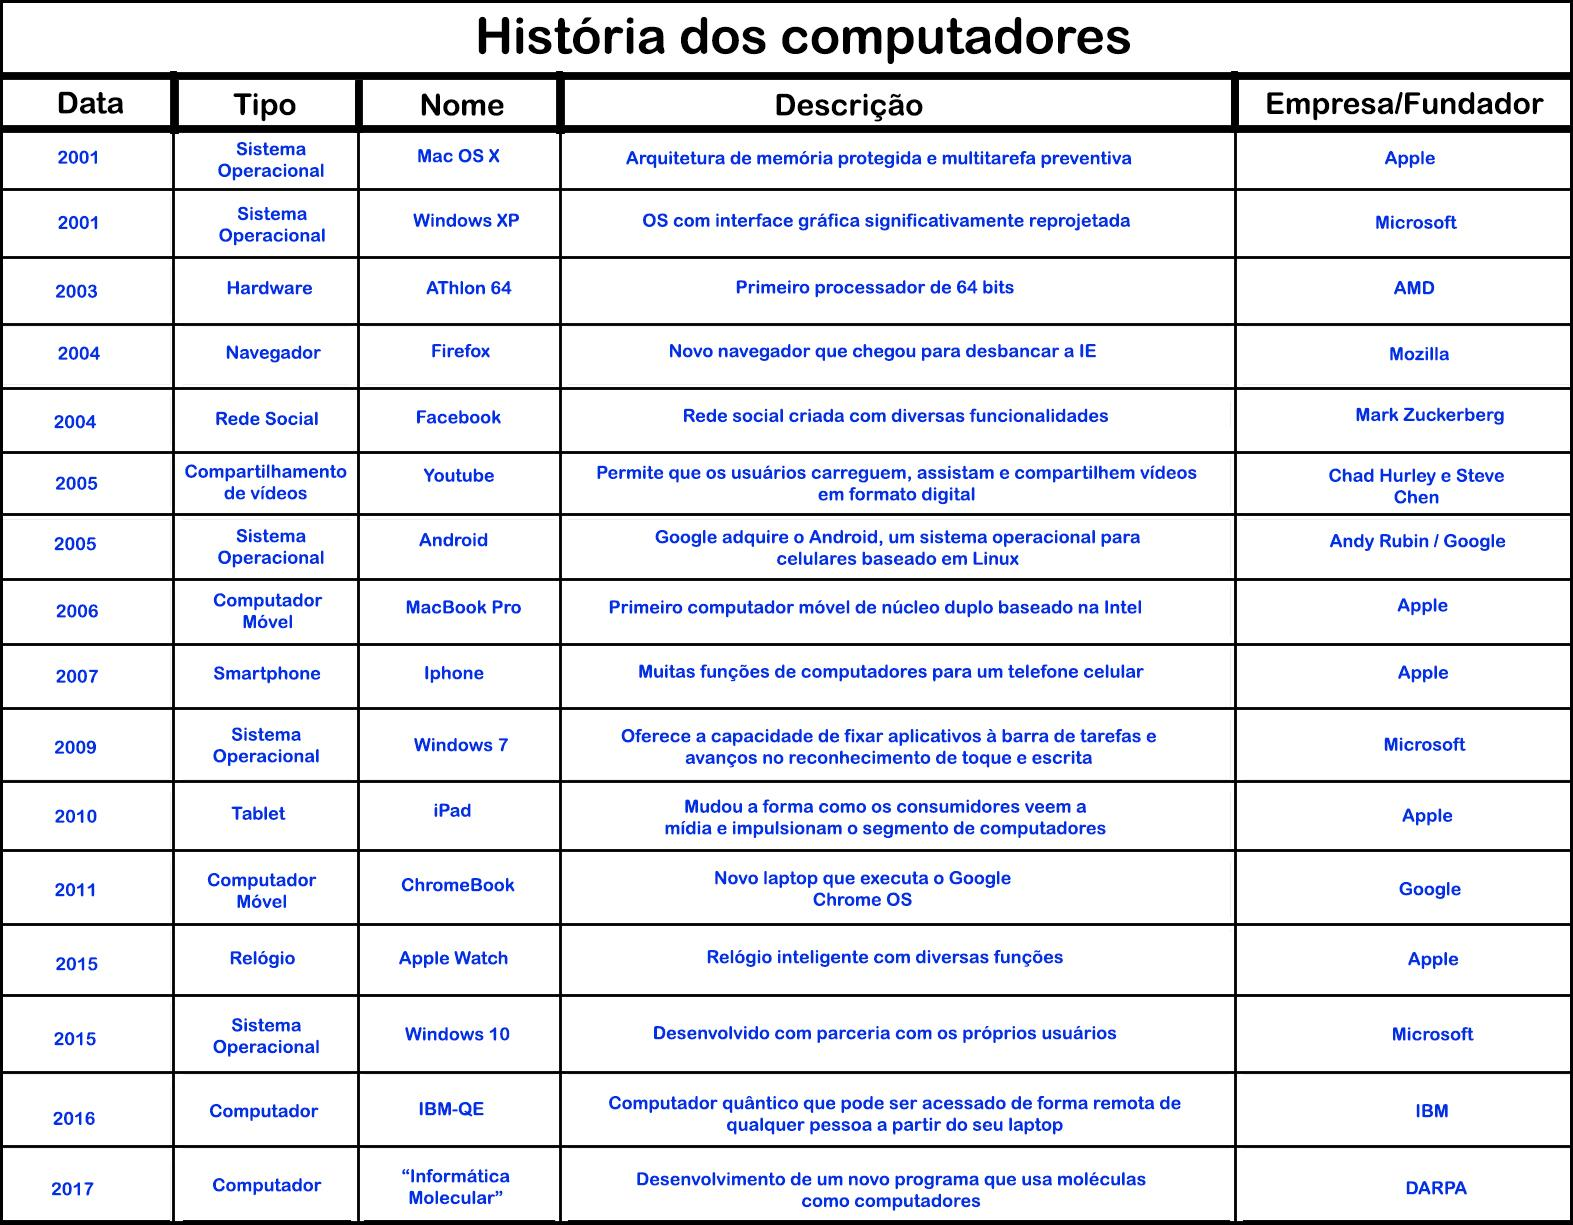 História dos computadores
Data Tipo Nome Descrição Empresa/Fundador
2001 Sistema Operacional Mac OS X Arquitetura de memória protegida e multitarefa preventiva Apple
2001 Sistema Operacional Windows XP OS com interface gráfica significativamente reprojetada Microsoft
2003 Hardware AThlon 64 Primeiro processador de 64 bits AMD
2004 Navegador Firefox Novo navegador que chegou para desbancar a IE Mozilla
2004 Rede Social Facebook Rede social criada com diversas funcionalidades Mark Zuckerberg
2005 Compartilhamento de vídeos Youtube Permite que os usuários carreguem, assistam e compartilhem vídeos em formato digital Chad Hurley e Steve Chen
2005 Sistema Operacional Android Google adquire o Android, um sistema operacional para celulares baseado em Linux Andy Rubin / Google
2006 Computador Móvel MacBook Pro Primeiro computador móvel de núcleo duplo baseado na Intel Apple
2007 Smartphone Iphone Muitas funções de computadores para um telefone celular Apple
2009 Sistema Operacional Windows 7 Oferece a capacidade de fixar aplicativos à barra de tarefas e avanços no reconhecimento de toque e escrita Microsoft
2010 Tablet iPad Mudou a forma como os consumidores veem a mídia e impulsionam o segmento de computadores Apple
2011 Computador Móvel ChromeBook Novo laptop que executa o Google Chrome OS Google
2015 Relógio Apple Watch Relógio inteligente com diversas funções Apple
2015 Sistema Operacional Windows 10 Desenvolvido com parceria com os próprios usuários Microsoft
2016 Computador IBM-QE Computador quântico que pode ser acessado de forma remota de qualquer pessoa a partir do seu laptop IBM
2017 Computador “Informática Molecular” Desenvolvimento de um novo programa que usa moléculas como computadores DARPA